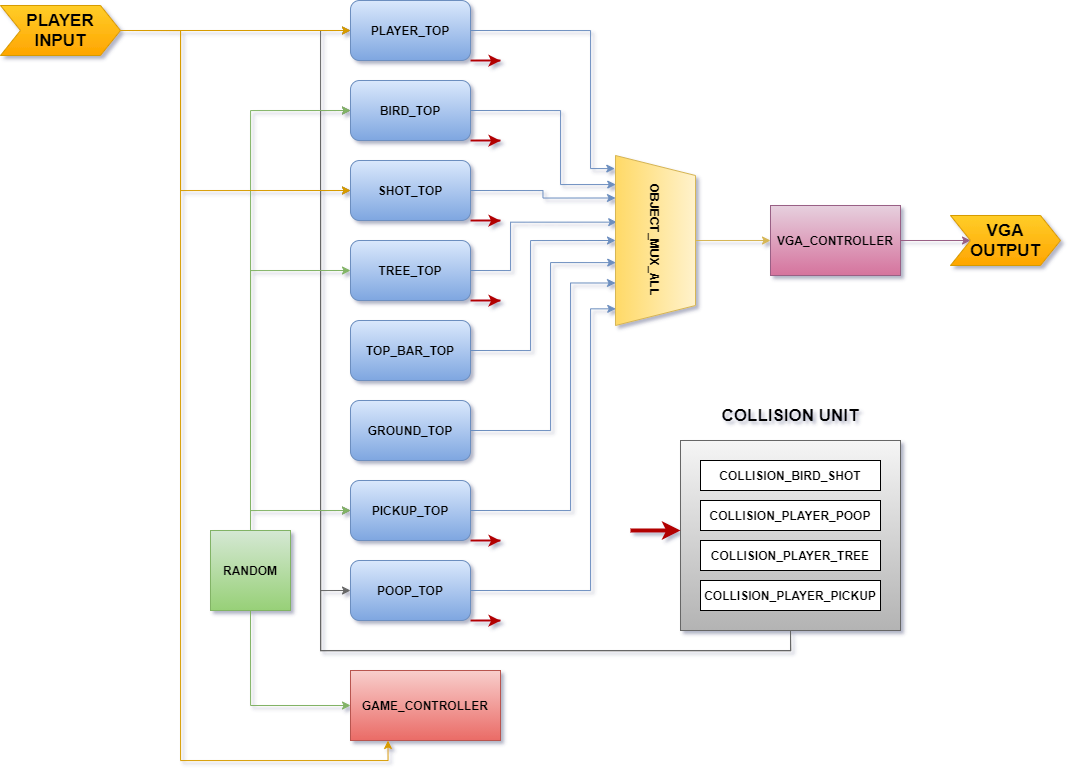 PLAYER
INPUT
PLAYER_TOP
BIRD_TOP
SHOT_TOP
TREE_TOP
TOP_BAR_TOP
GROUND_TOP
PICKUP_TOP
POOP_TOP
RANDOM
GAME_CONTROLLER
OBJECT_MUX_ALL
VGA_CONTROLLER
VGA
OUTPUT
COLLISION UNIT
COLLISION_BIRD_SHOT
COLLISION_PLAYER_POOP
COLLISION_PLAYER_TREE
COLLISION_PLAYER_PICKUP